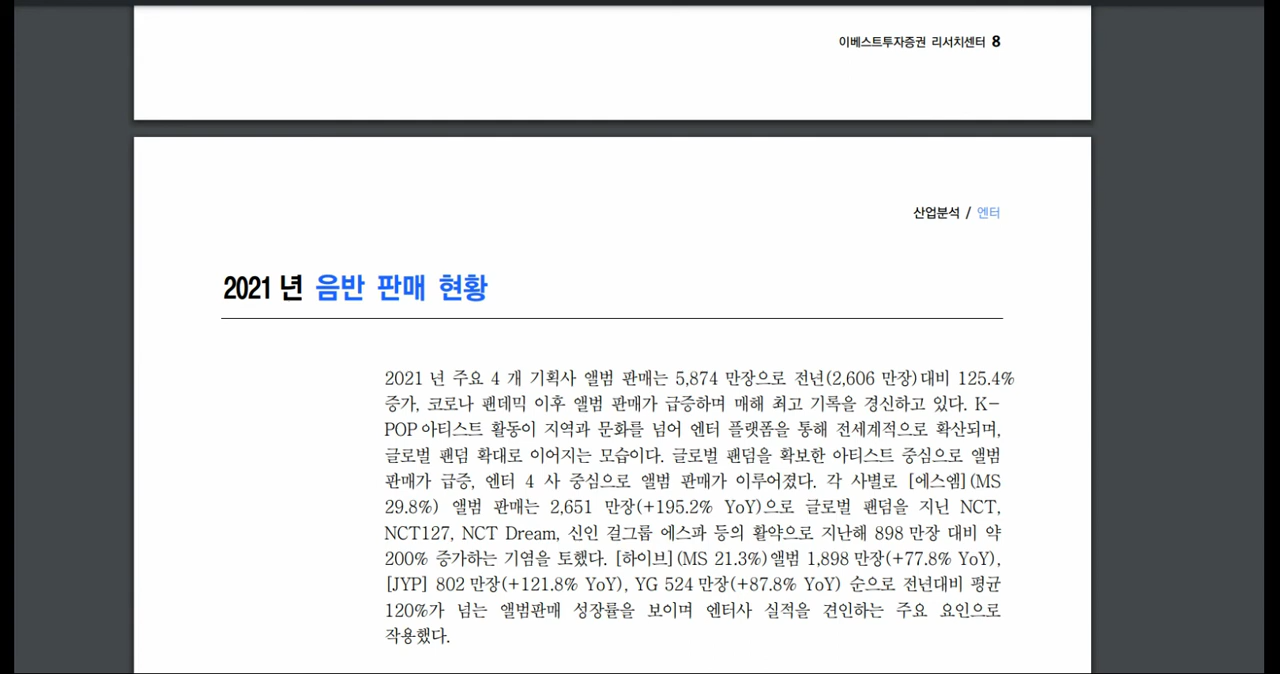 이베스트투자증권 리서치센터 8
산업분석 / 엔터
2021 년 음반 판매 현황
2021 년 주요 4 개 기획사 앨범 판매는 5,874 만장으로 전년(2,606 만장)대비 125.4%
증가, 코로나 팬데믹 이후 앨범 판매가 급증하며 매해 최고 기록을 경신하고 있다. K-
POP아티스트 활동이 지역과 문화를 넘어 엔터 플랫폼을 통해 전세계적으로 확산되며,
글로벌 팬덤 확대로 이어지는 모습이다. 글로벌 팬덤을 확보한 아티스트 중심으로 앨범
판매가 급증, 엔터 4 사 중심으로 앨범 판매가 이루어졌다. 각 사별로 [에스엠](MS
29.8%) 앨범 판매는 2,651 만장(+195.2% YoY)으로 글로벌 팬덤을 지닌 NCT,
NCT127, NCT Dream, 신인 걸그룹 에스파 등의 활약으로 지난해 898 만장 대비 약
200% 증가하는 기염을 토했다. [하이브](MS 21.3%)앨범 1,898 만장(+77.8% YoY),
[JYP] 802 만장(+121.8% YoY), YG 524 만장(+87.8% YoY) 순으로 전년대비 평균
120%가 넘는 앨범판매 성장률을 보이며 엔터사 실적을 견인하는 주요 요인으로
작용했다.